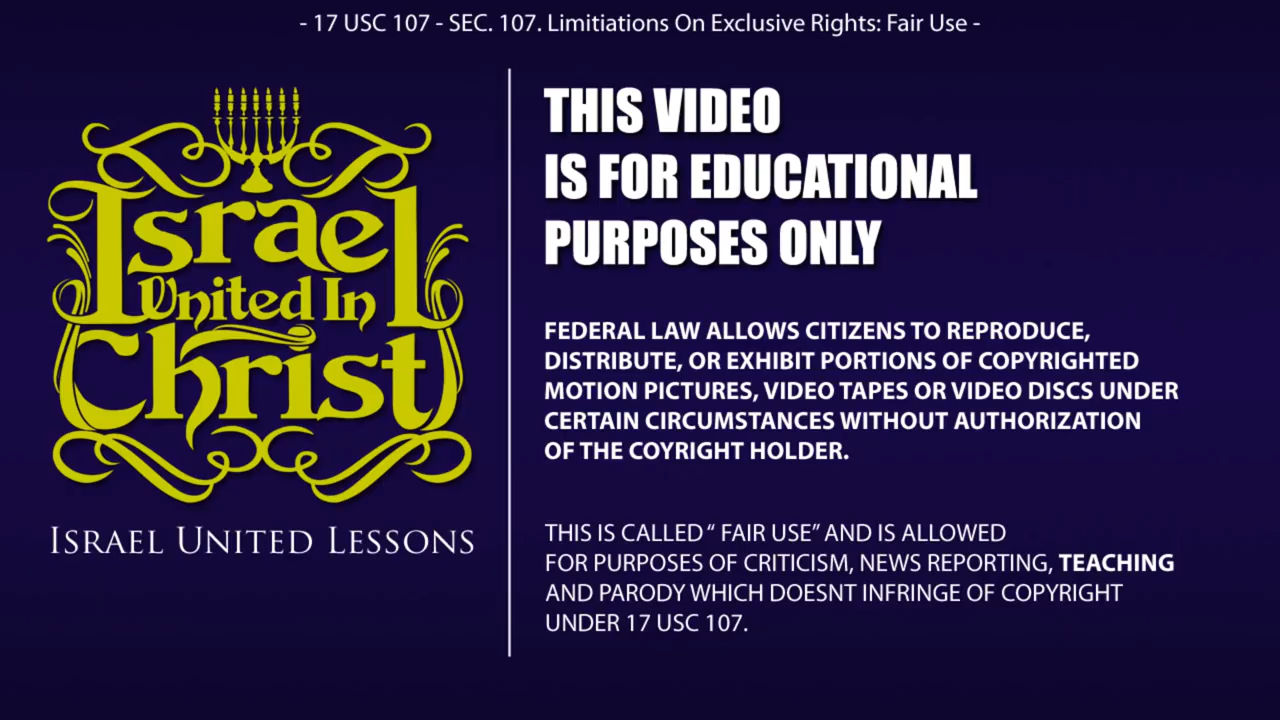 - 17 USC 107 - SEC. 107. Limitiations On Exclusive Rights: Fair Use -
Israel
United In
Christ
ISRAEL UNITED LESSONS
THIS VIDEO
IS FOR EDUCATIONAL
PURPOSES ONLY
FEDERAL LAW ALLOWS CITIZENS TO REPRODUCE,
DISTRIBUTE, OR EXHIBIT PORTIONS OF COPYRIGHTED
MOTION PICTURES, VIDEO TAPES OR VIDEO DISCS UNDER
CERTAIN CIRCUMSTANCES WITHOUT AUTHORIZATION
OF THE COYRIGHT HOLDER.
THIS IS CALLED “ FAIR USE” AND IS ALLOWED
FOR PURPOSES OF CRITICISM, NEWS REPORTING, TEACHING
AND PARODY WHICH DOESNT INFRINGE OF COPYRIGHT
UNDER 17 USC 107.